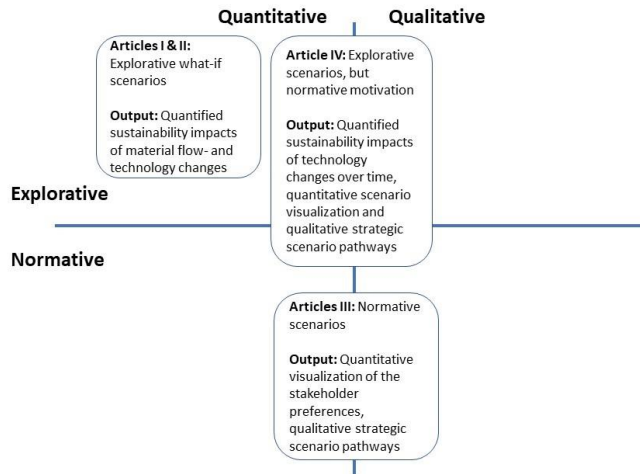 Quantitative
Qualitative
Articles I & II:
Explorative what-if
scenarios
Output: Quantified
sustainability impacts
of material flow- and
technology changes
Article IV: Explorative
scenarios, but
normative motivation
Output: Quantified
sustainability impacts
of technology
changes over time,
quantitative scenario
visualization and
qualitative strategic
scenario pathways
Explorative
Normative
Articles III: Normative
scenarios
Output: Quantitative
visualization of the
stakeholder
preferences,
qualitative strategic
scenario pathways